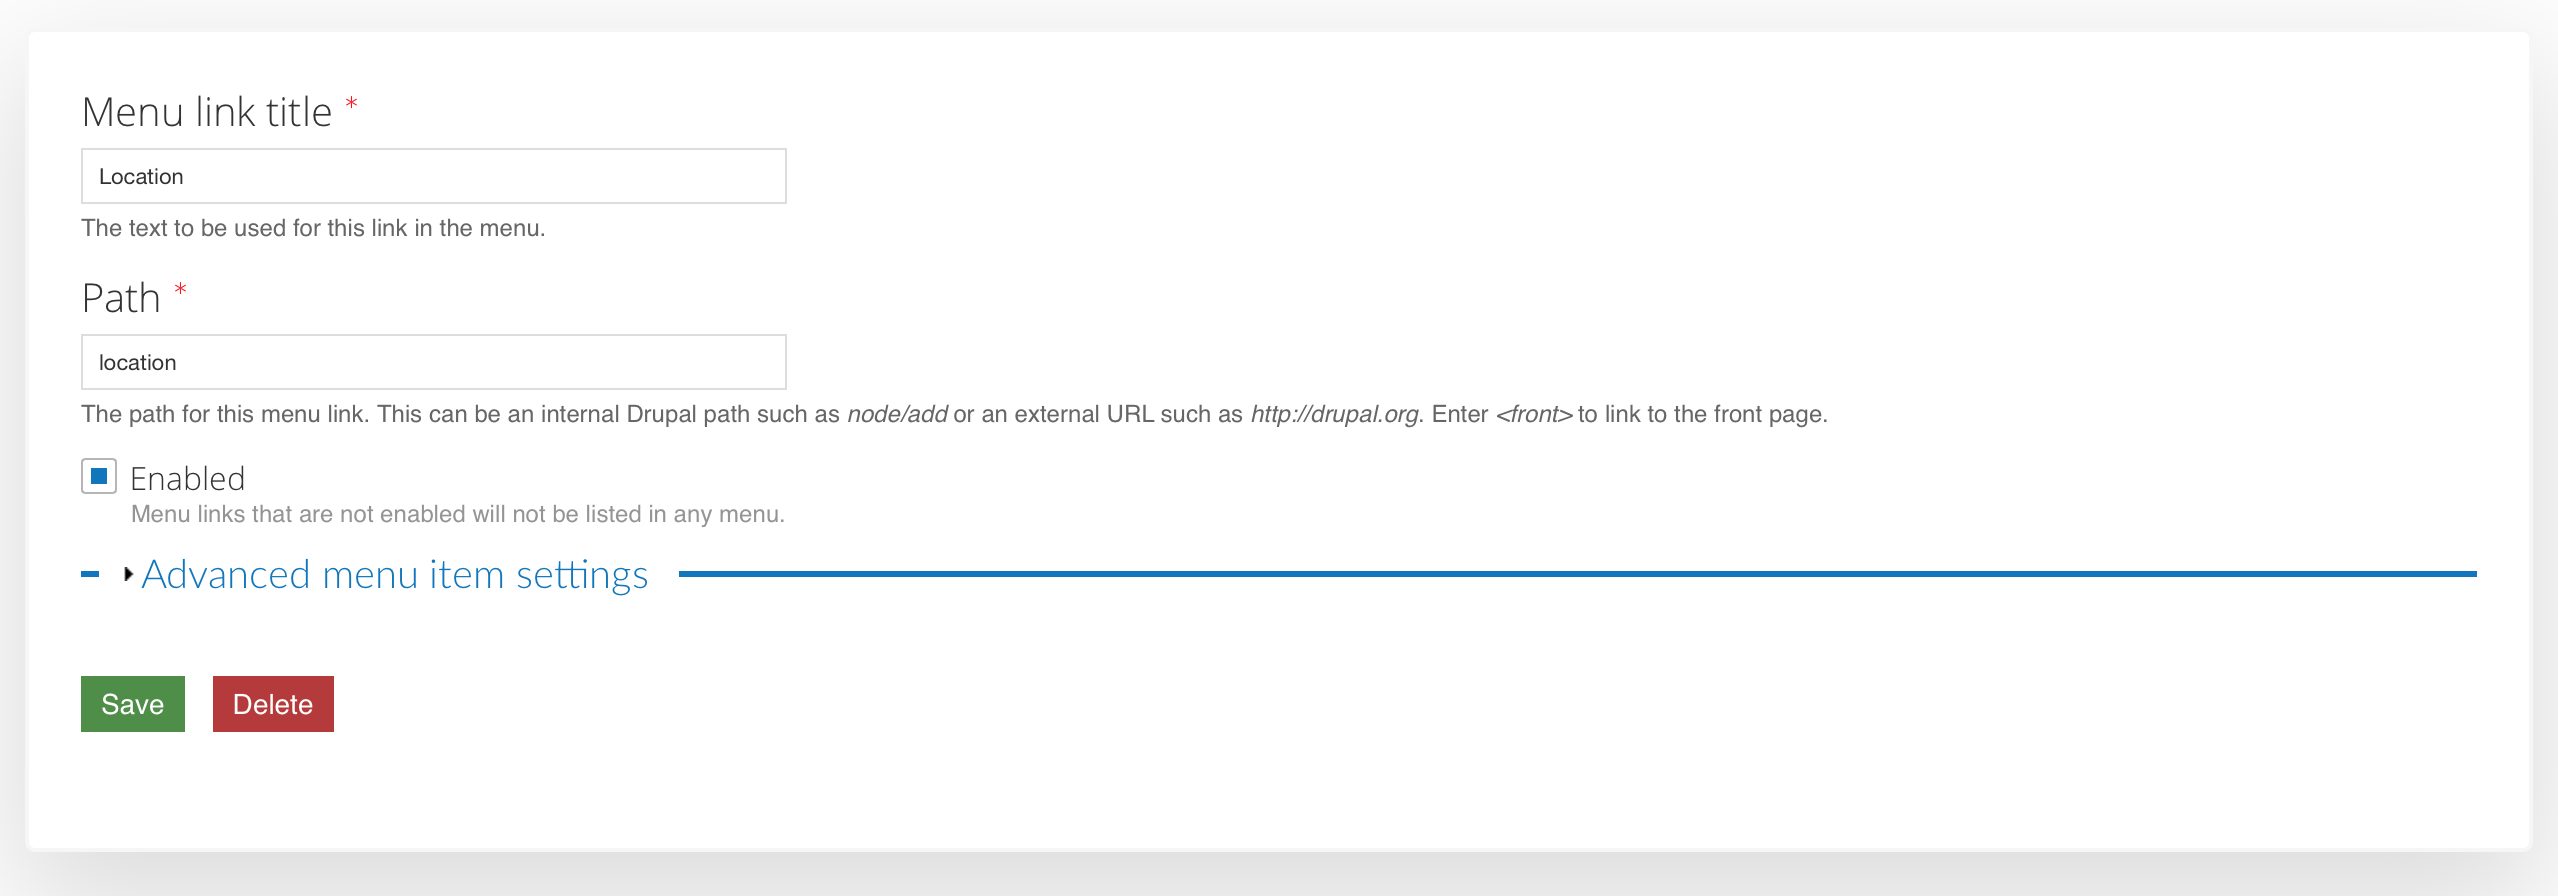 Menu link title *
Location
The text to be used for this link in the menu.
Path *
location
The path for this menu link. This can be an internal Drupal path such as node/add or an external URL such as http://drupal.org. Enter <front> to link to the front page.
Enabled
Menu links that are not enabled will not be listed in any menu.
Advanced menu item settings
Save Delete